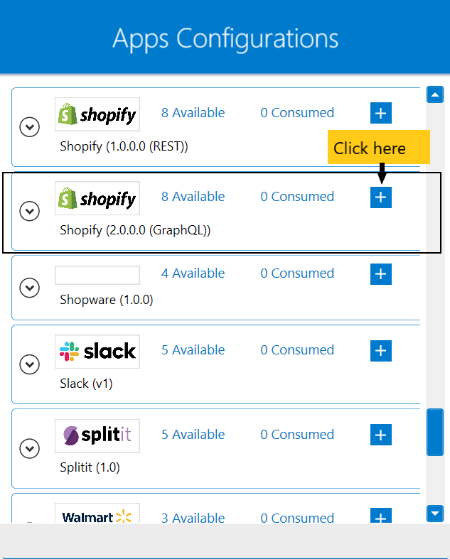 Apps Configurations
shopify 8 Available 0 Consumed +
Shopify (1.0.0.0 (REST))
Click here
shopify 8 Available 0 Consumed +
Shopify (2.0.0.0 (GraphQL))
4 Available 0 Consumed +
Shopware (1.0.0)
slack 5 Available 0 Consumed +
Slack (v1)
splitit 5 Available 0 Consumed +
Splitit (1.0)
Walmart 3 Available 0 Consumed